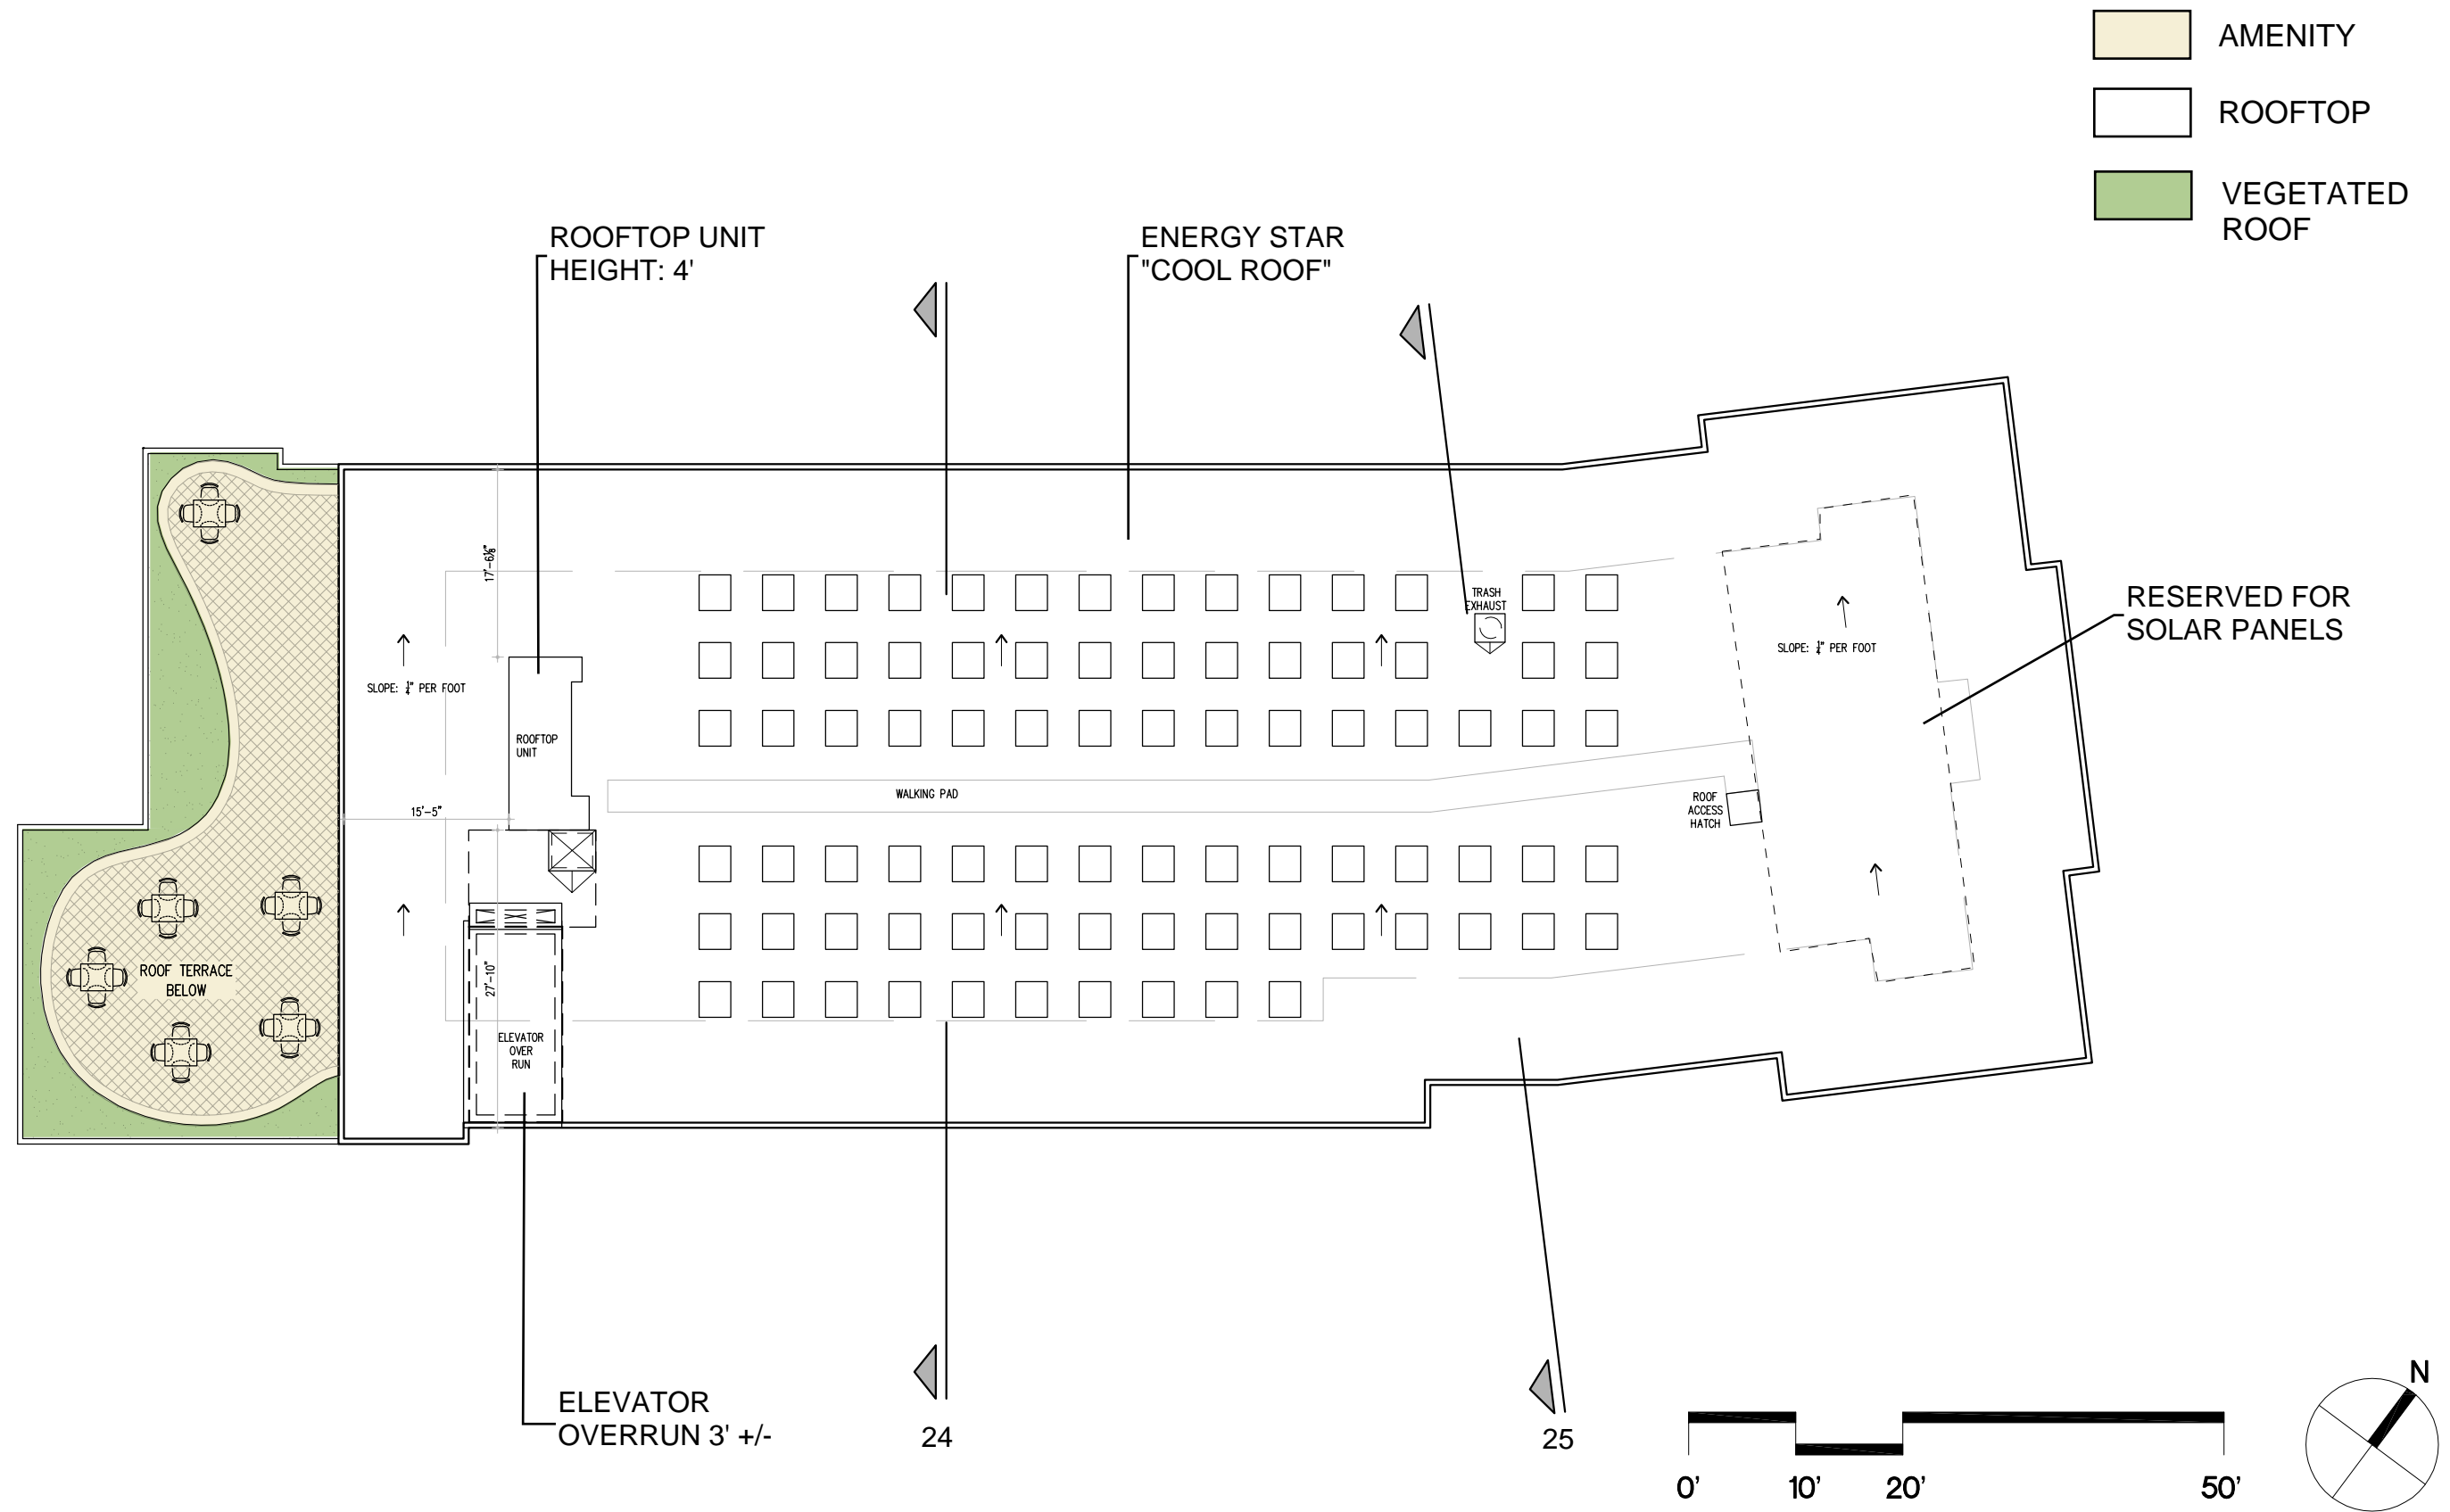 AMENITY
ROOFTOP
VEGETATED
ROOF
ROOFTOP UNIT
HEIGHT: 4'
ENERGY STAR
"COOL ROOF"
RESERVED FOR
SOLAR PANELS
17'-6⅛"
TRASH
EXHAUST
SLOPE: ¼" PER FOOT
SLOPE: ¼" PER FOOT
ROOFTOP
UNIT
WALKING PAD
15'-5"
ROOF
ACCESS
HATCH
ROOF TERRACE
BELOW
27'-10"
ELEVATOR
OVER
RUN
ELEVATOR
OVERRUN 3' +/-
24
25
N
0' 10' 20' 50'